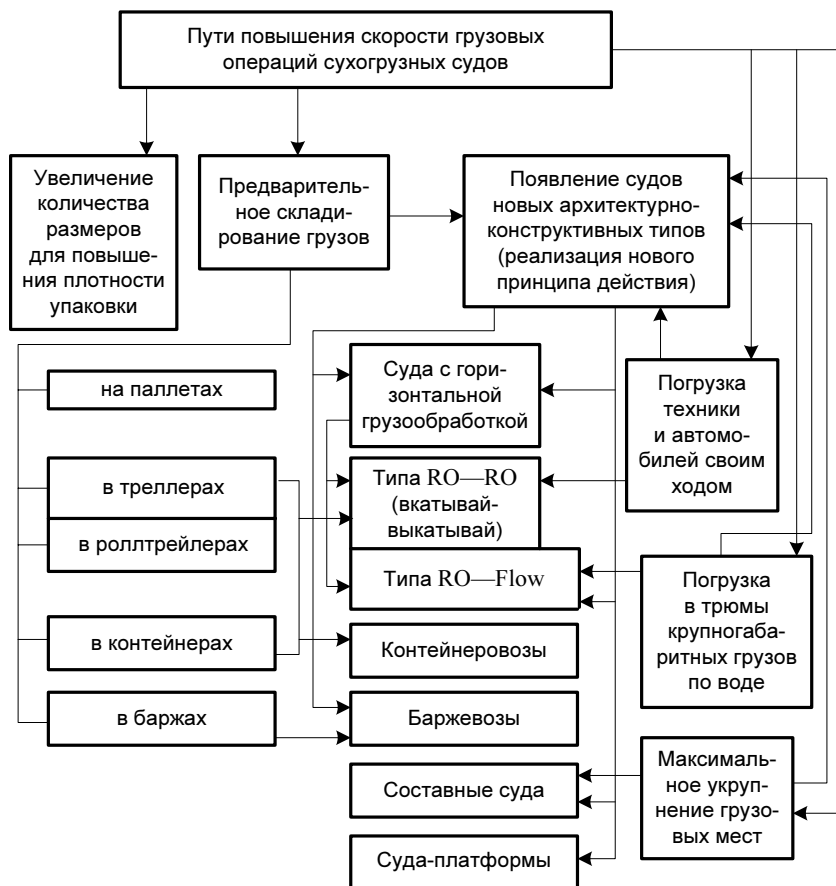 Пути повышения скорости грузовых
операций сухогрузных судов
Увеличение
количества
размеров
для повыше-
ния плотности
упаковки
Предваритель-
ное склади-
рование грузов
Появление судов
новых архитектурно-
конструктивных типов
(реализация нового
принципа действия)
на паллетах
в треллерах
в роллтрейлерах
в контейнерах
в баржах
Суда с гори-
зонтальной
грузообработкой
Типа RO—RO
(вкатывай-
выкатывай)
Типа RO—Flow
Контейнеровозы
Баржевозы
Составные суда
Суда-платформы
Погрузка
техники
и автомо-
билей своим
ходом
Погрузка
в трюмы
крупногаба-
ритных грузов
по воде
Максималь-
ное укруп-
нение грузо-
вых мест